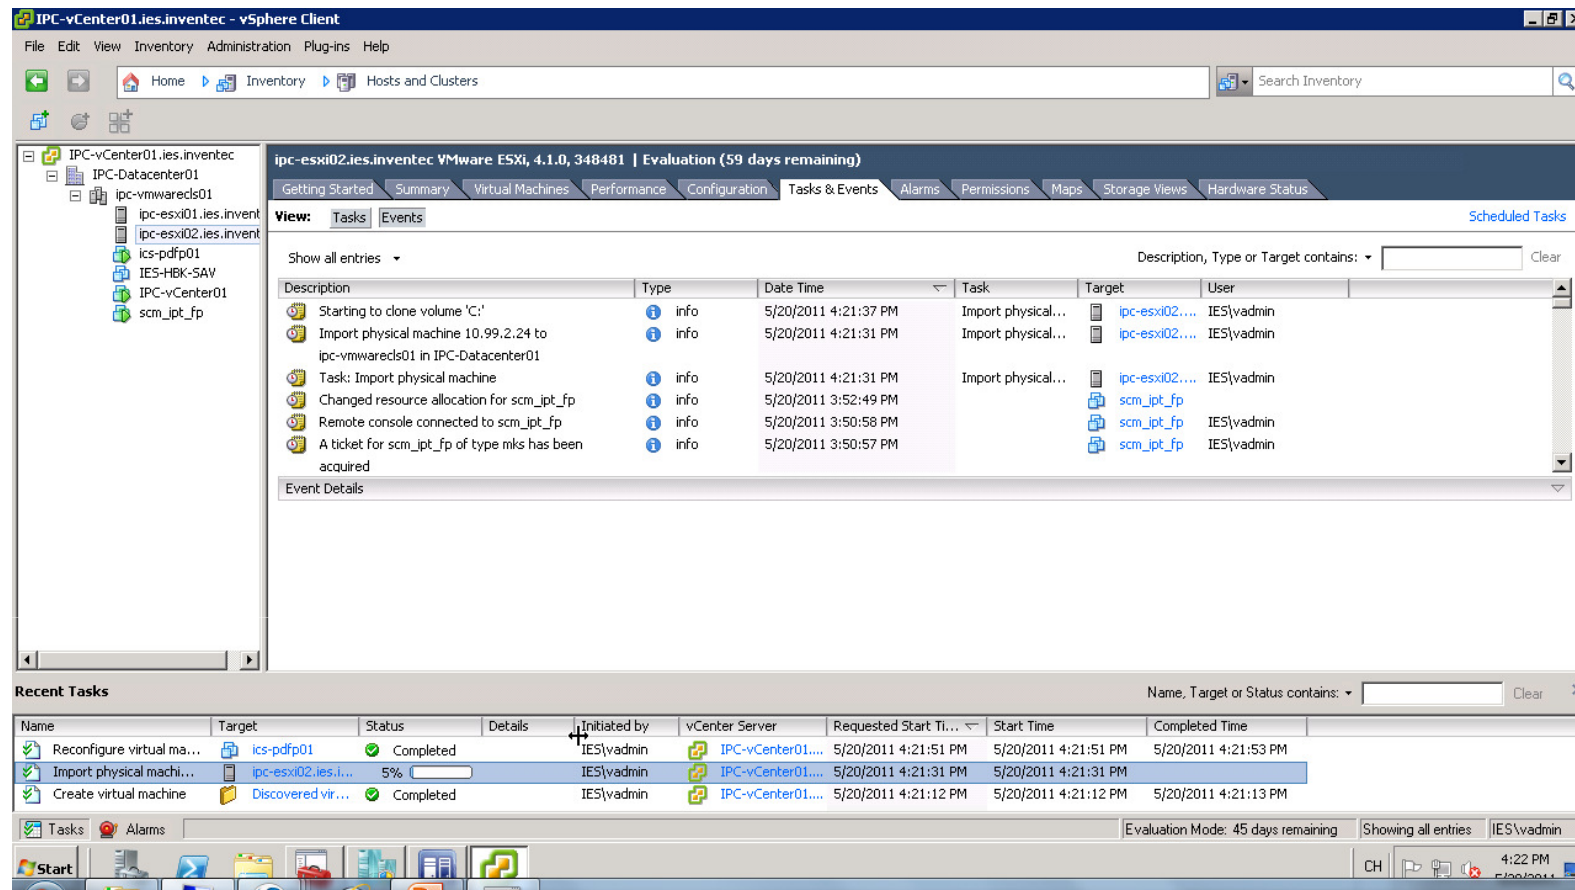 IPC-vCenter01.ies.inventec - vSphere Client
File Edit View Inventory Administration Plug-ins Help
Home Inventory Hosts and Clusters
Search Inventory
IPC-vCenter01.ies.inventec
IPC-Datacenter01
ipc-vmwarecls01
ipc-esxi01.ies.invent
ipc-esxi02.ies.invent
ics-pdfp01
IES-HBK-SAV
IPC-vCenter01
scm_ipt_fp
ipc-esxi02.ies.inventec VMware ESXi, 4.1.0, 348481 | Evaluation (59 days remaining)
Getting Started Summary Virtual Machines Performance Configuration Tasks & Events Alarms Permissions Maps Storage Views Hardware Status
View: Tasks Events
Scheduled Tasks
Show all entries
Description, Type or Target contains: Clear
Description Type Date Time Task Target User
Starting to clone volume 'C:' info 5/20/2011 4:21:37 PM Import physical... ipc-esxi02.... IES\vadmin
Import physical machine 10.99.2.24 to info 5/20/2011 4:21:31 PM Import physical... ipc-esxi02.... IES\vadmin
ipc-vmwarecls01 in IPC-Datacenter01
Task: Import physical machine info 5/20/2011 4:21:31 PM Import physical... ipc-esxi02.... IES\vadmin
Changed resource allocation for scm_ipt_fp info 5/20/2011 3:52:49 PM scm_ipt_fp
Remote console connected to scm_ipt_fp info 5/20/2011 3:50:58 PM scm_ipt_fp IES\vadmin
A ticket for scm_ipt_fp of type mks has been info 5/20/2011 3:50:57 PM scm_ipt_fp IES\vadmin
acquired
Event Details
Recent Tasks
Name, Target or Status contains: Clear
Name Target Status Details Initiated by vCenter Server Requested Start Ti... Start Time Completed Time
Reconfigure virtual ma... ics-pdfp01 Completed IES\vadmin IPC-vCenter01.... 5/20/2011 4:21:51 PM 5/20/2011 4:21:51 PM 5/20/2011 4:21:53 PM
Import physical machi... ipc-esxi02.ies.i... 5% IES\vadmin IPC-vCenter01.... 5/20/2011 4:21:31 PM 5/20/2011 4:21:31 PM
Create virtual machine Discovered vir... Completed IES\vadmin IPC-vCenter01.... 5/20/2011 4:21:12 PM 5/20/2011 4:21:12 PM 5/20/2011 4:21:13 PM
Tasks Alarms
Evaluation Mode: 45 days remaining Showing all entries IES\vadmin
Start
CH
4:22 PM